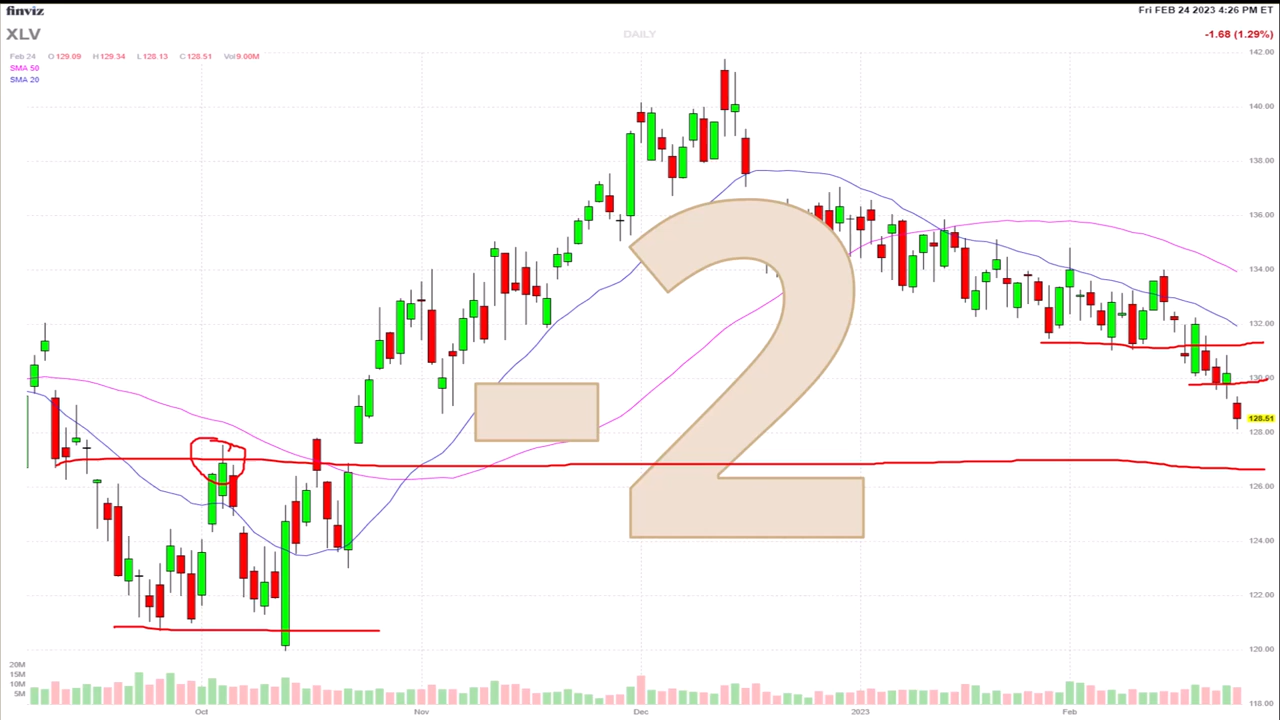 finviz
Fri FEB 24 2023 4:26 PM ET
XLV
DAILY
-1.68 (1.29%)
Feb 24 O 129.09 H 129.34 L 128.13 C 128.51 Vol 9.00M
SMA 50
SMA 20
142.00
140.00
138.00
136.00
134.00
132.00
130.00
128.51
128.00
126.00
124.00
122.00
120.00
118.00
-2
20M
15M
10M
5M
Oct
Nov
Dec
2023
Feb